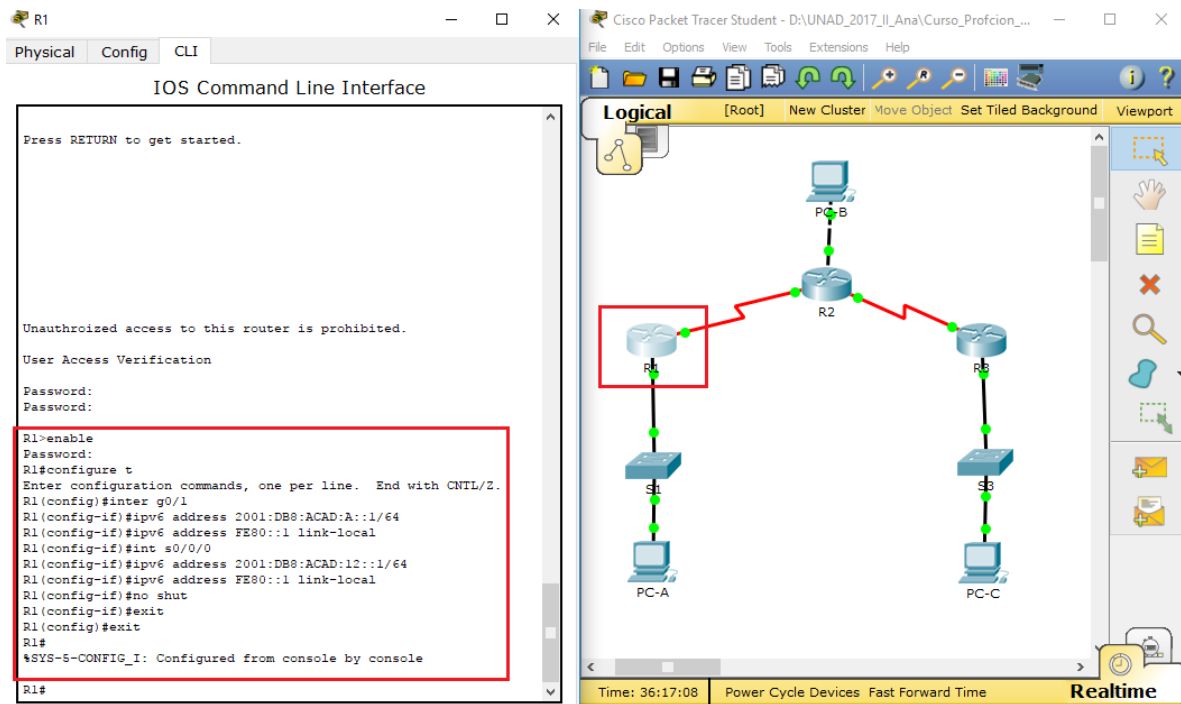 R1
Physical Config CLI
IOS Command Line Interface
Press RETURN to get started.
Unauthroized access to this router is prohibited.
User Access Verification
Password:
Password:
R1>enable
Password:
R1#configure t
Enter configuration commands, one per line.  End with CNTL/Z.
R1(config)#inter g0/1
R1(config-if)#ipv6 address 2001:DB8:ACAD:A::1/64
R1(config-if)#ipv6 address FE80::1 link-local
R1(config-if)#int s0/0/0
R1(config-if)#ipv6 address 2001:DB8:ACAD:12::1/64
R1(config-if)#ipv6 address FE80::1 link-local
R1(config-if)#no shut
R1(config-if)#exit
R1(config)#exit
R1#
%SYS-5-CONFIG_I: Configured from console by console
R1#
Cisco Packet Tracer Student - D:\UNAD_2017_II_Ana\Curso_Profcion_...
File Edit Options View Tools Extensions Help
Logical [Root] New Cluster Move Object Set Tiled Background Viewport
PC-B
R2
R1
R3
S1
S3
PC-A
PC-C
Time: 36:17:08 Power Cycle Devices Fast Forward Time Realtime